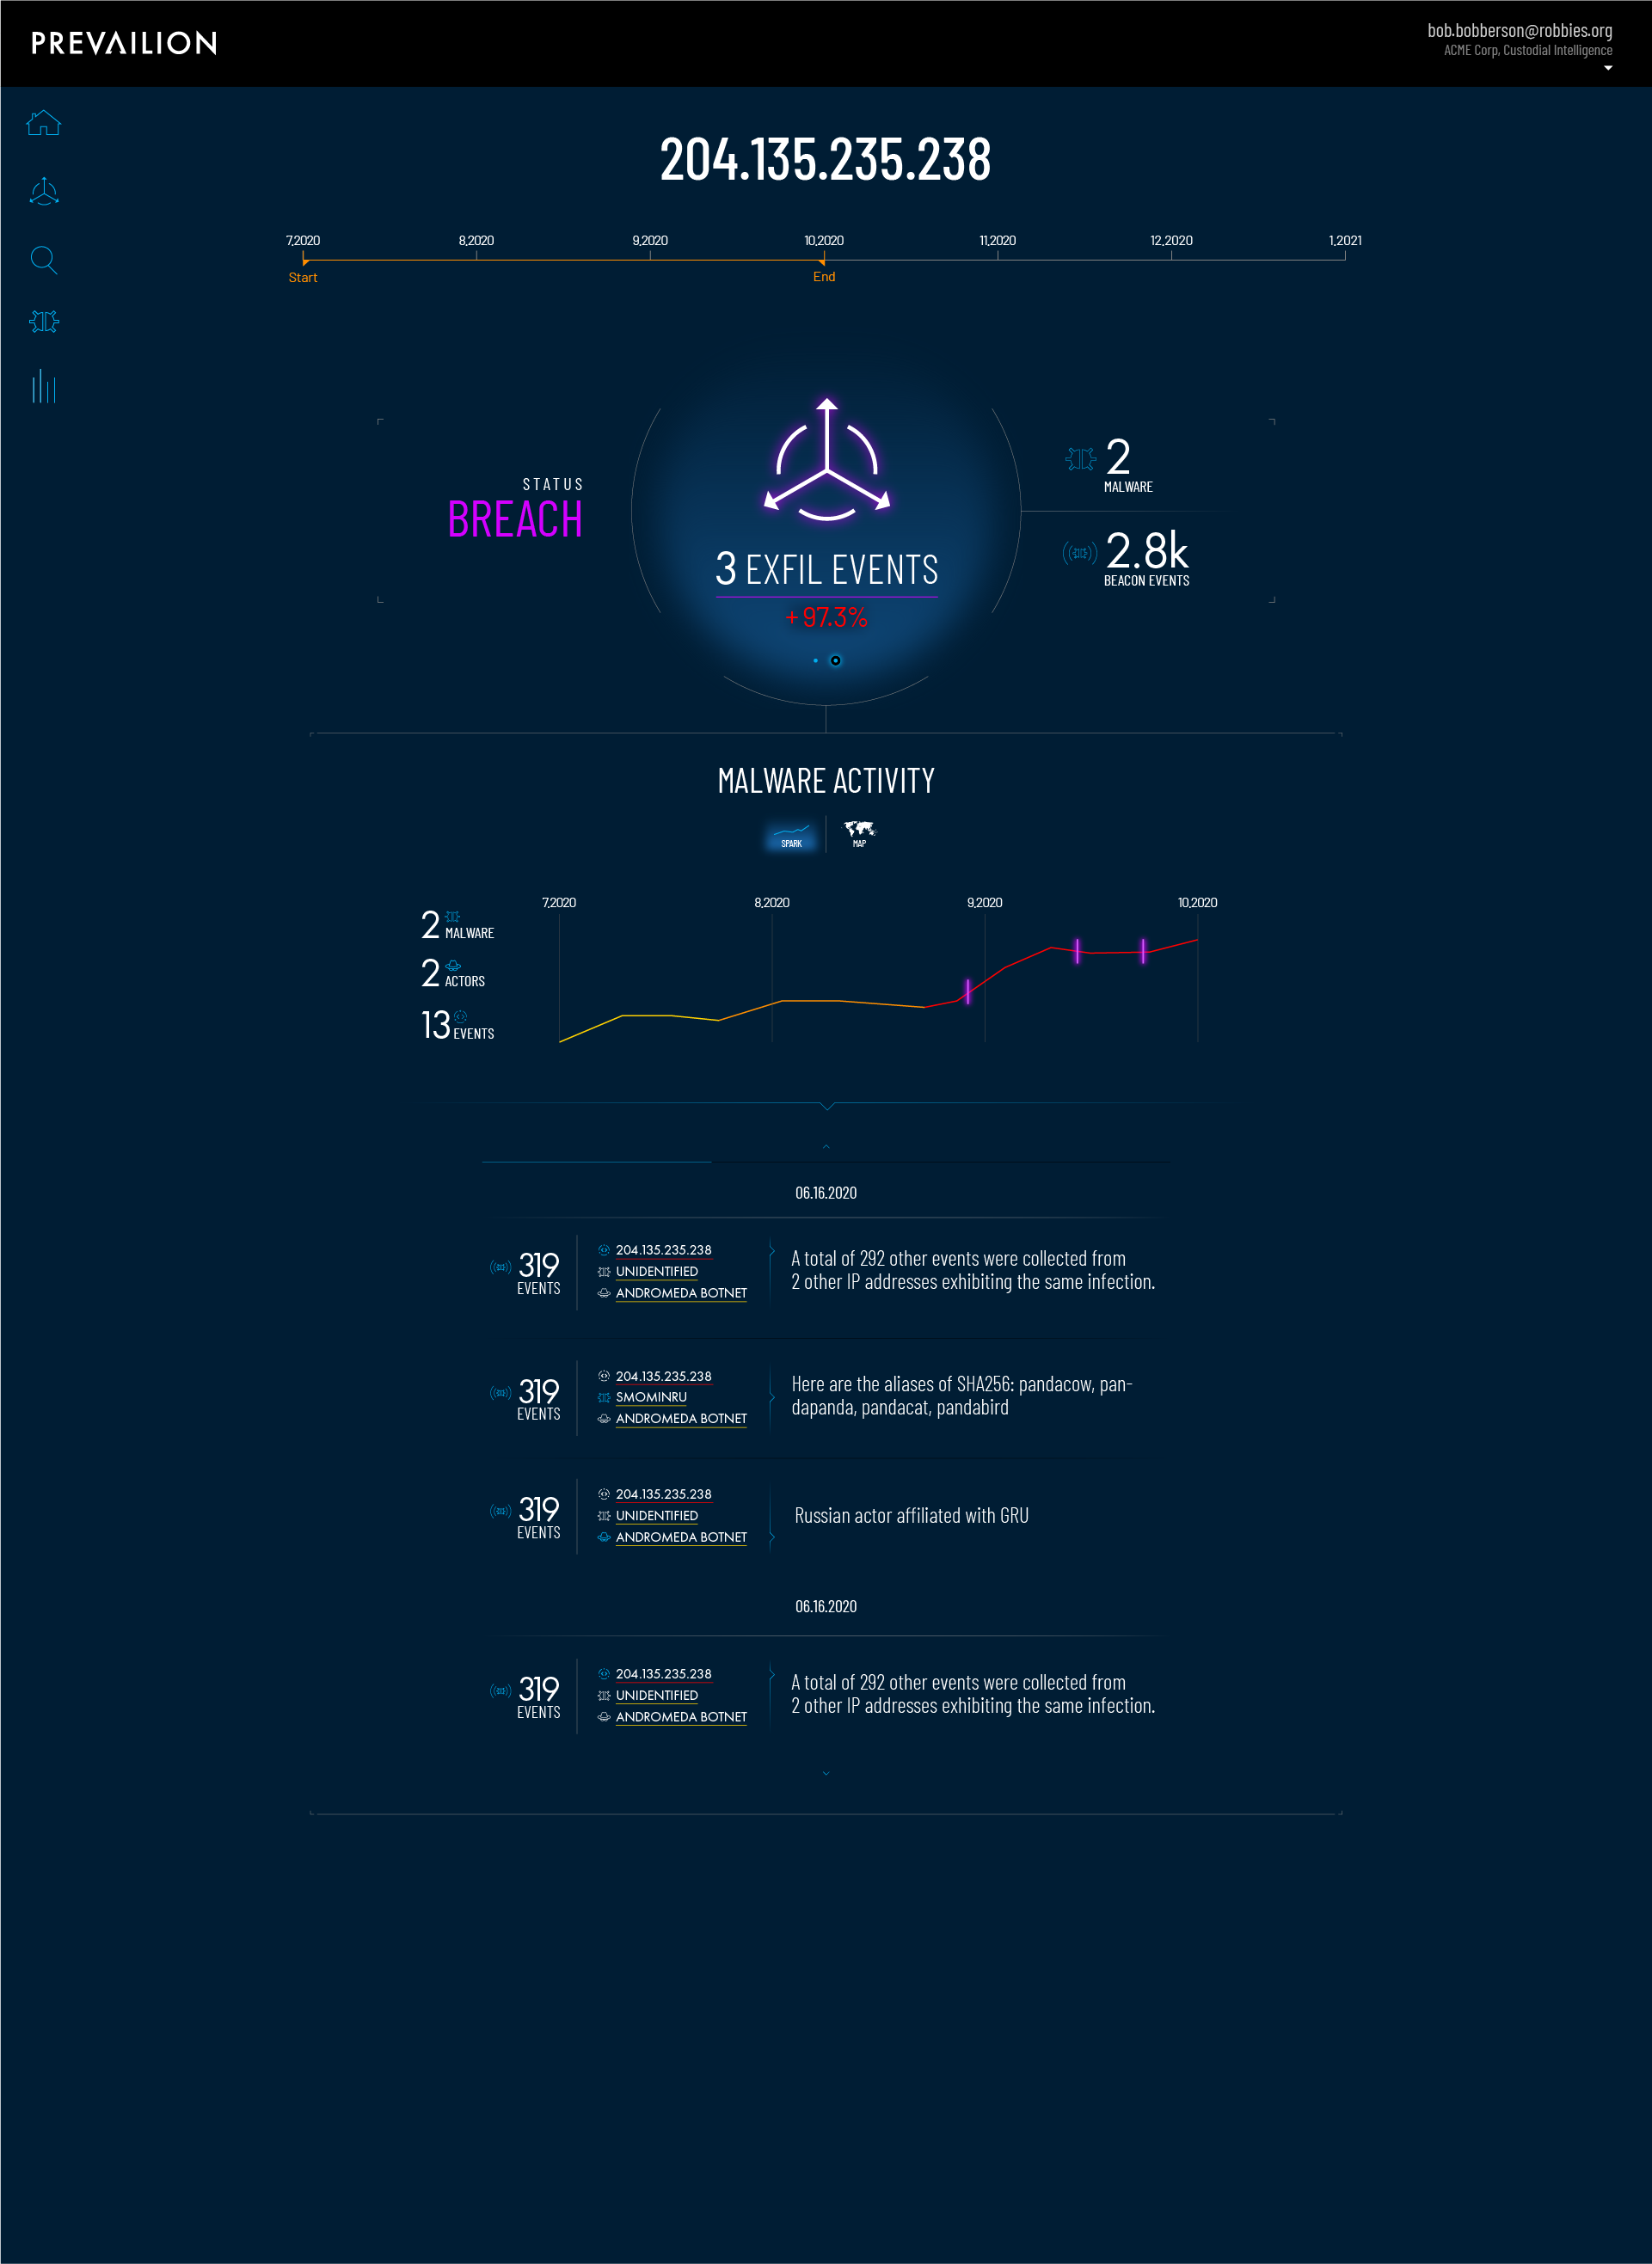 PREVAILION
bob.bobberson@robbies.org
ACME Corp, Custodial Intelligence
204.135.235.238
7.2020
8.2020
9.2020
10.2020
11.2020
12.2020
1.2021
Start
End
STATUS
BREACH
3 EXFIL EVENTS
+97.3%
2
MALWARE
2.8k
BEACON EVENTS
MALWARE ACTIVITY
SPARK
MAP
2 MALWARE
2 ACTORS
13 EVENTS
7.2020
8.2020
9.2020
10.2020
06.16.2020
319
EVENTS
204.135.235.238
UNIDENTIFIED
ANDROMEDA BOTNET
A total of 292 other events were collected from
2 other IP addresses exhibiting the same infection.
319
EVENTS
204.135.235.238
SMOMINRU
ANDROMEDA BOTNET
Here are the aliases of SHA256: pandacow, pan-
dapanda, pandacat, pandabird
319
EVENTS
204.135.235.238
UNIDENTIFIED
ANDROMEDA BOTNET
Russian actor affiliated with GRU
06.16.2020
319
EVENTS
204.135.235.238
UNIDENTIFIED
ANDROMEDA BOTNET
A total of 292 other events were collected from
2 other IP addresses exhibiting the same infection.